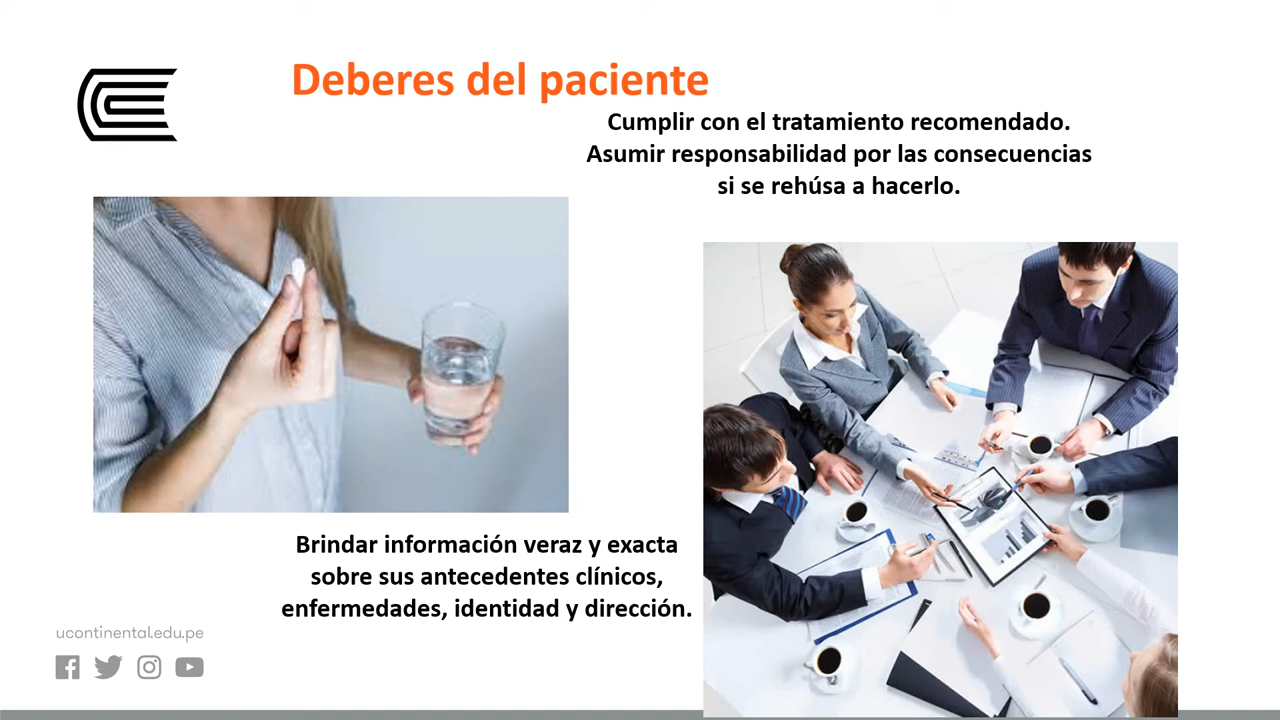 Deberes del paciente
Cumplir con el tratamiento recomendado.
Asumir responsabilidad por las consecuencias
si se rehúsa a hacerlo.
Brindar información veraz y exacta
sobre sus antecedentes clínicos,
enfermedades, identidad y dirección.
ucontinental.edu.pe